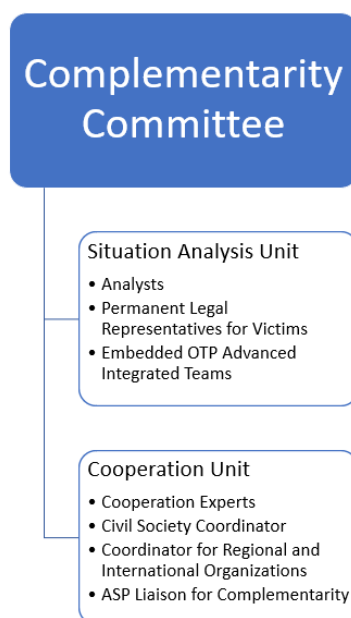 Complementarity
Committee
Situation Analysis Unit
• Analysts
• Permanent Legal
Representatives for Victims
• Embedded OTP Advanced
Integrated Teams
Cooperation Unit
• Cooperation Experts
• Civil Society Coordinator
• Coordinator for Regional and
International Organizations
• ASP Liaison for Complementarity